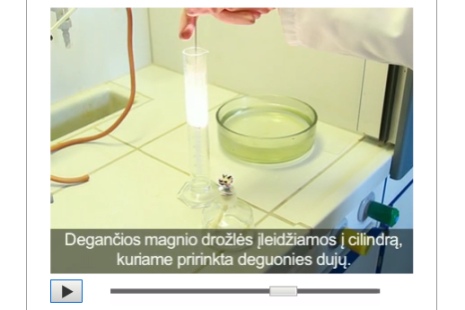 Degančios magnio drožlės įleidžiamos į cilindrą,
kuriame pririnkta deguonies dujų.